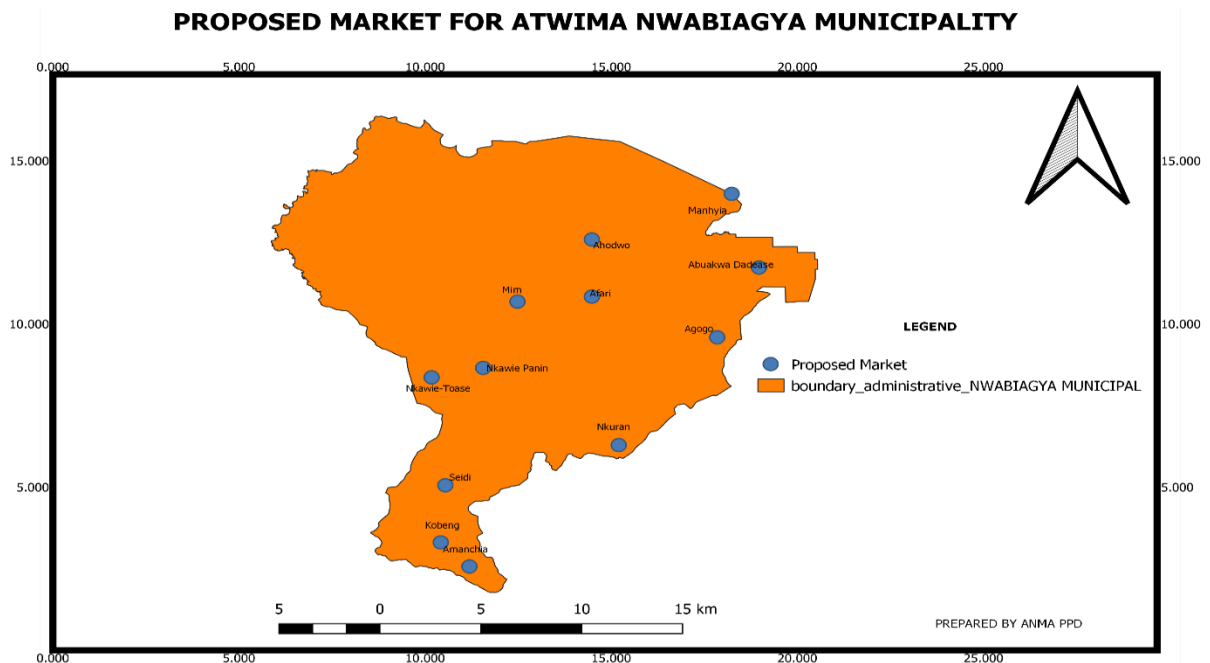 PROPOSED MARKET FOR ATWIMA NWABIAGYA MUNICIPALITY
0.000 5.000 10.000 15.000 20.000 25.000
15.000 15.000
Manhyia
Ahodwo
Abuakwa Dadease
Mim Afari
10.000 10.000
Agogo
LEGEND
Proposed Market
boundary_administrative_NWABIAGYA MUNICIPAL
Nkawie Panin
Nkawie-Toase
Nkuran
Seidi
5.000 5.000
Kobeng
Amanchia
5 0 5 10 15 km
PREPARED BY ANMA PPD
0.000 5.000 10.000 15.000 20.000 25.000